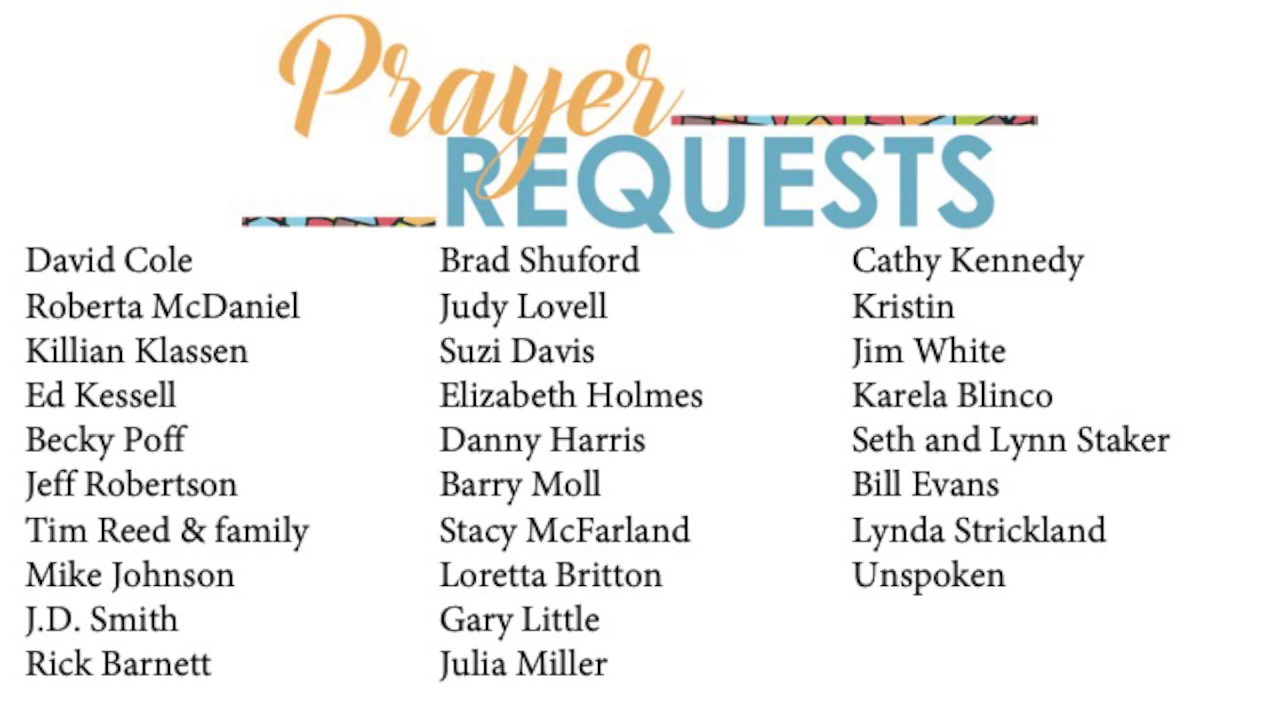 Prayer
REQUESTS
David Cole
Roberta McDaniel
Killian Klassen
Ed Kessell
Becky Poff
Jeff Robertson
Tim Reed & family
Mike Johnson
J.D. Smith
Rick Barnett
Brad Shuford
Judy Lovell
Suzi Davis
Elizabeth Holmes
Danny Harris
Barry Moll
Stacy McFarland
Loretta Britton
Gary Little
Julia Miller
Cathy Kennedy
Kristin
Jim White
Karela Blinco
Seth and Lynn Staker
Bill Evans
Lynda Strickland
Unspoken